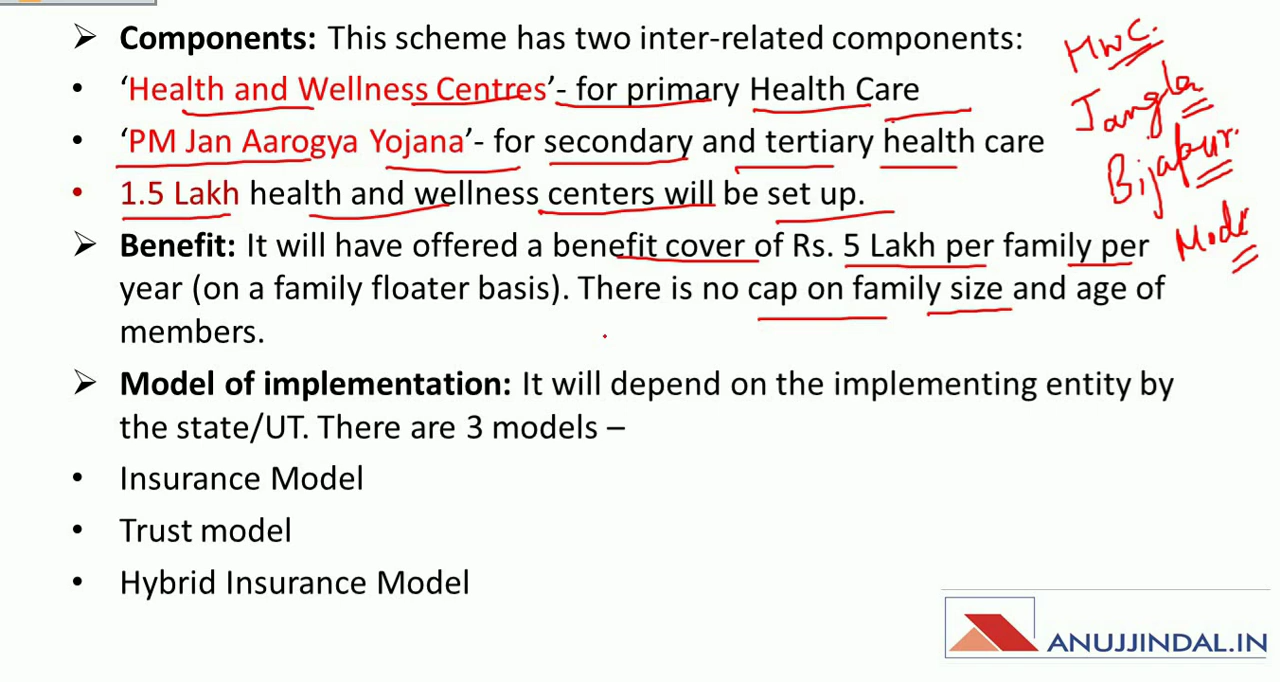 ➢ Components: This scheme has two inter-related components:
• ‘Health and Wellness Centres’- for primary Health Care
• ‘PM Jan Aarogya Yojana’- for secondary and tertiary health care
• 1.5 Lakh health and wellness centers will be set up.
➢ Benefit: It will have offered a benefit cover of Rs. 5 Lakh per family per
year (on a family floater basis). There is no cap on family size and age of
members.
➢ Model of implementation: It will depend on the implementing entity by
the state/UT. There are 3 models –
• Insurance Model
• Trust model
• Hybrid Insurance Model
HWC.
Jangla
Bijapur.
Modi
ANUJJINDAL.IN